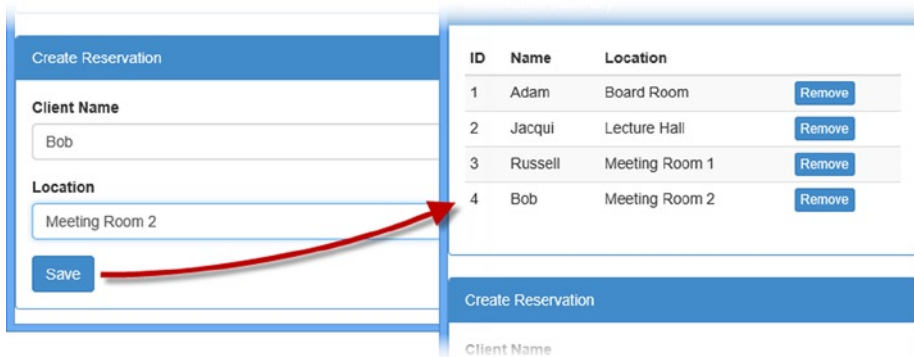 Create Reservation
Client Name
Bob
Location
Meeting Room 2
Save
ID Name Location
1 Adam Board Room Remove
2 Jacqui Lecture Hall Remove
3 Russell Meeting Room 1 Remove
4 Bob Meeting Room 2 Remove
Create Reservation
Client Name